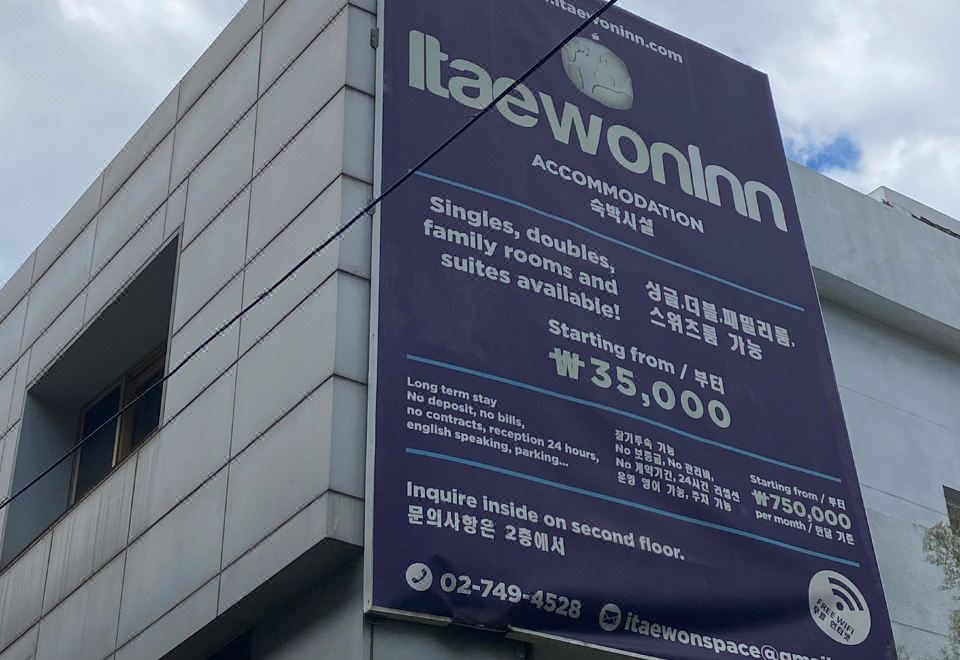 .itaewoninn.com
ItaewonInn
ACCOMMODATION
숙박시설
Singles, doubles,
family rooms and
suites available!
싱글,더블,패밀리룸,
스위즈룸 가능
Starting from / 부터
₩35,000
Long term stay
No deposit, no bills,
no contracts, reception 24 hours,
english speaking, parking...
장기투숙 가능
No 보증금, No 관리비,
No 계약기간, 24시간 리셉션
운영 영어 가능, 주차 가능
Starting from / 부터
₩750,000
per month / 한달 기준
Inquire inside on second floor.
문의사항은 2층에서
02-749-4528
itaewonspace@gmail
FREE WIFI
무료 인터넷